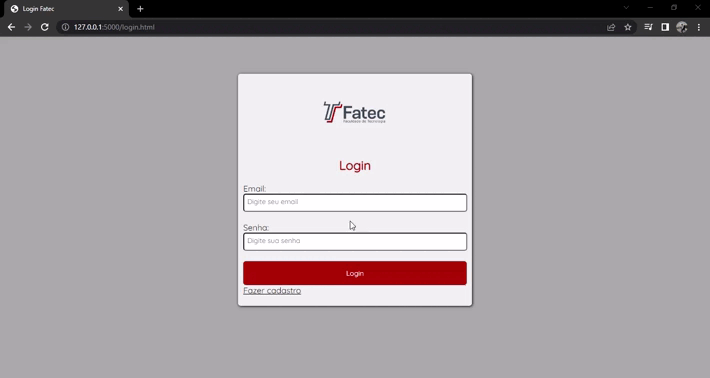 Login Fatec
127.0.0.1:5000/login.html
Fatec
Faculdades de Tecnologia
Login
Email:
Digite seu email
Senha:
Digite sua senha
Login
Fazer cadastro